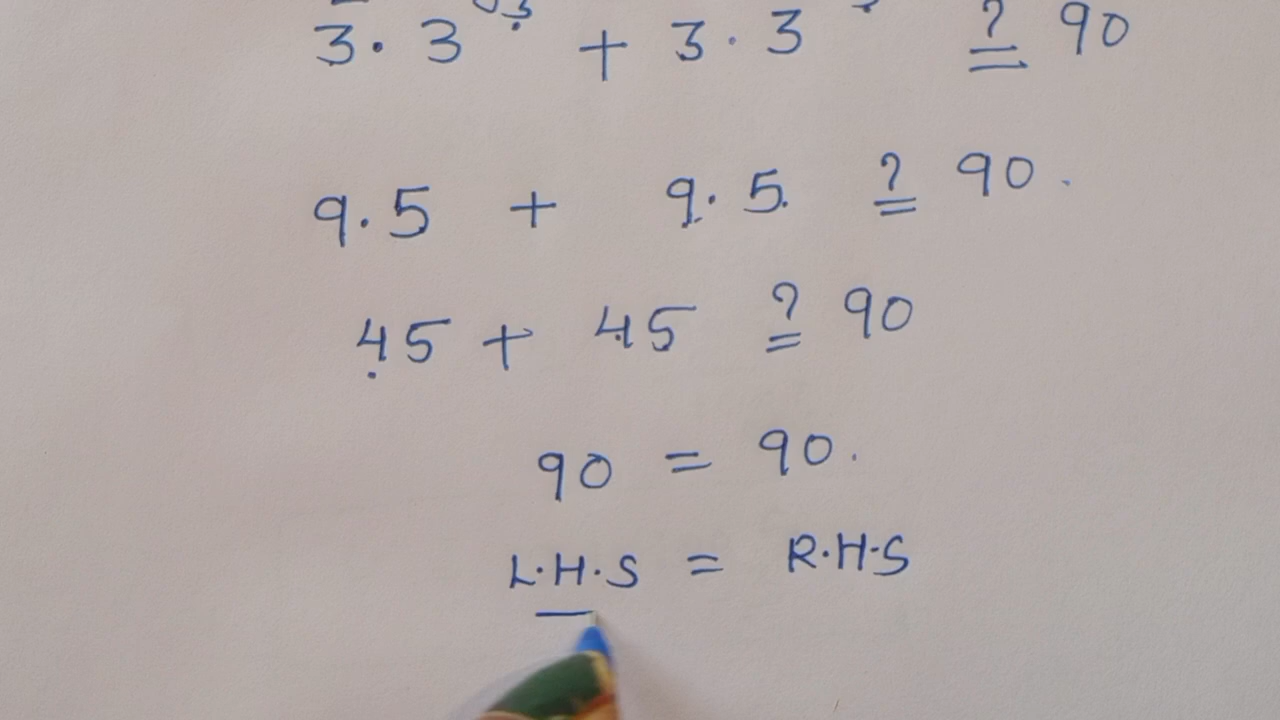 3 · 3 + 3 · 3 ≟ 90
9.5 + 9.5 ≟ 90.
45 + 45 ≟ 90
90 = 90.
L.H.S = R.H.S